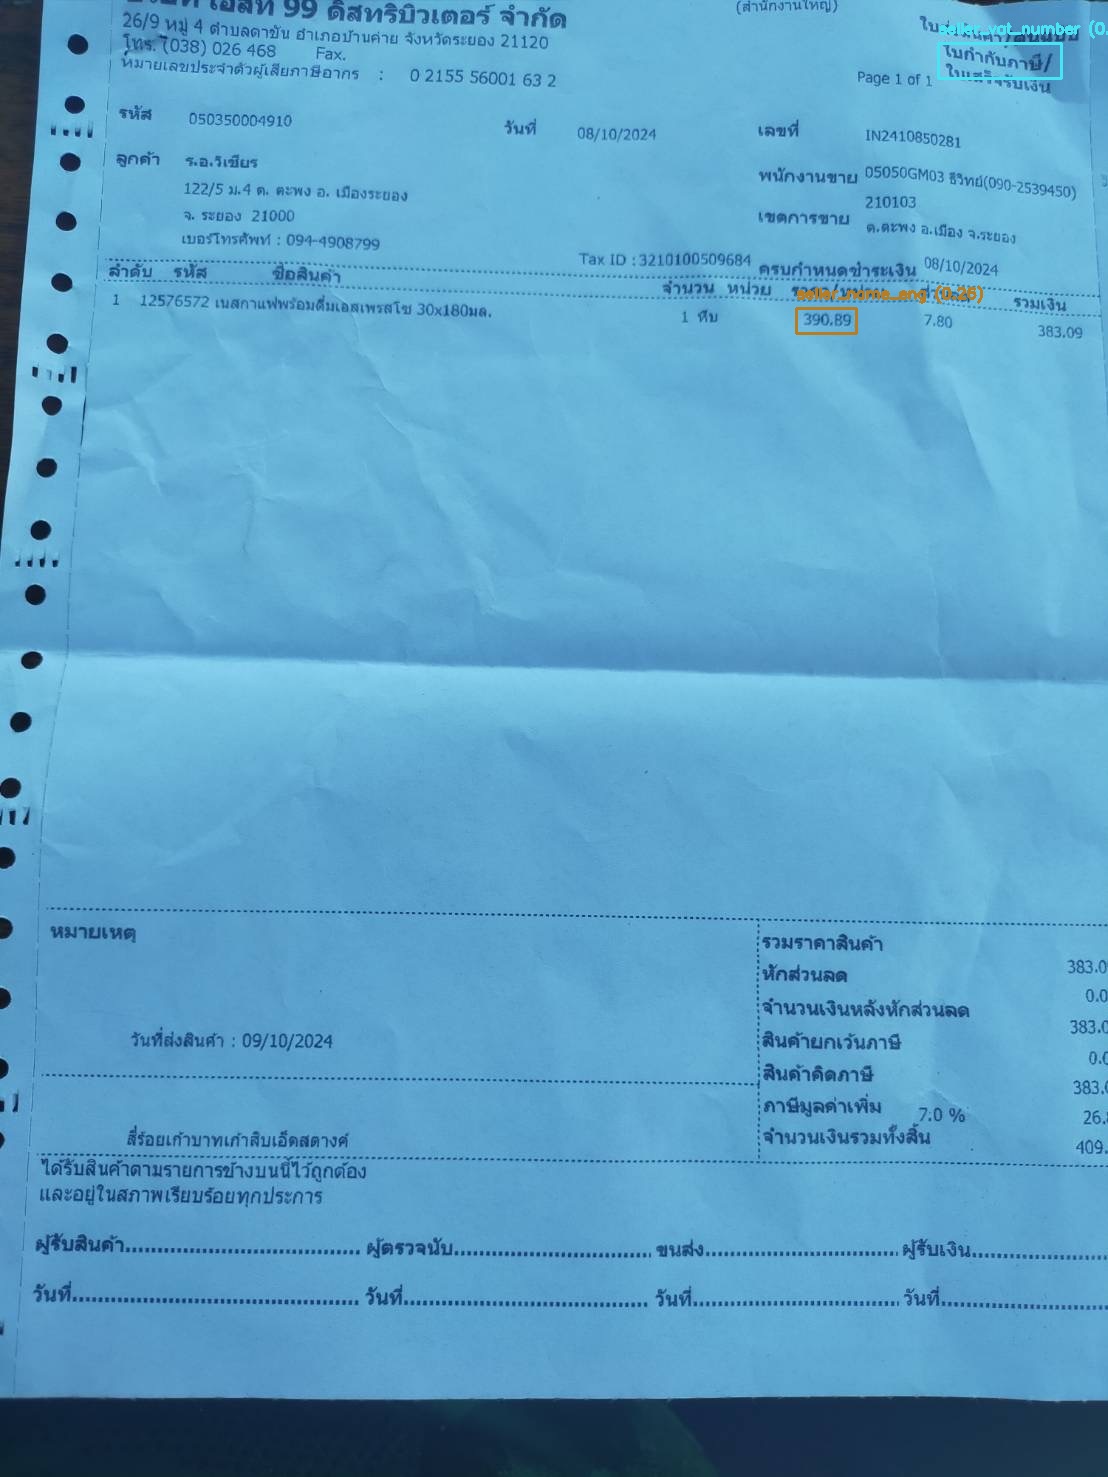 99 ดิสทริบิวเตอร์ จำกัด
(สำนักงานใหญ่)
26/9 หมู่ 4 ตำบลตาขัน อำเภอบ้านค่าย จังหวัดระยอง 21120
โทร. (038) 026 468 Fax.
หมายเลขประจำตัวผู้เสียภาษีอากร : 0 2155 56001 63 2
seller_vat_number (0.
ใบกำกับภาษี/
Page 1 of 1 ใบเสร็จรับเงิน
รหัส 050350004910 วันที่ 08/10/2024 เลขที่ IN2410850281
ลูกค้า ร.อ.วิเชียร พนักงานขาย 05050GM03 ธีวิทย์(090-2539450)
122/5 ม.4 ต. ตะพง อ. เมืองระยอง 210103
จ. ระยอง 21000 เขตการขาย ต.ตะพง อ.เมือง จ.ระยอง
เบอร์โทรศัพท์ : 094-4908799 Tax ID : 3210100509684 ครบกำหนดชำระเงิน 08/10/2024
ลำดับ รหัส ชื่อสินค้า จำนวน หน่วย รวมเงิน
seller_name_eng (0.26)
1 12576572 เนสกาแฟพร้อมดื่มเอสเพรสโซ 30x180มล. 1 หีบ 390.89 7.80 383.09
หมายเหตุ
รวมราคาสินค้า 383.0
หักส่วนลด 0.0
จำนวนเงินหลังหักส่วนลด 383.0
วันที่ส่งสินค้า : 09/10/2024
สินค้ายกเว้นภาษี 0.0
สินค้าคิดภาษี 383.0
ภาษีมูลค่าเพิ่ม 7.0 % 26.
จำนวนเงินรวมทั้งสิ้น 409.
สี่ร้อยเก้าบาทเก้าสิบเอ็ดสตางค์
ได้รับสินค้าตามรายการข้างบนนี้ไว้ถูกต้อง
และอยู่ในสภาพเรียบร้อยทุกประการ
ผู้รับสินค้า.................... ผู้ตรวจนับ.................... ขนส่ง.................... ผู้รับเงิน....................
วันที่.................... วันที่.................... วันที่.................... วันที่....................